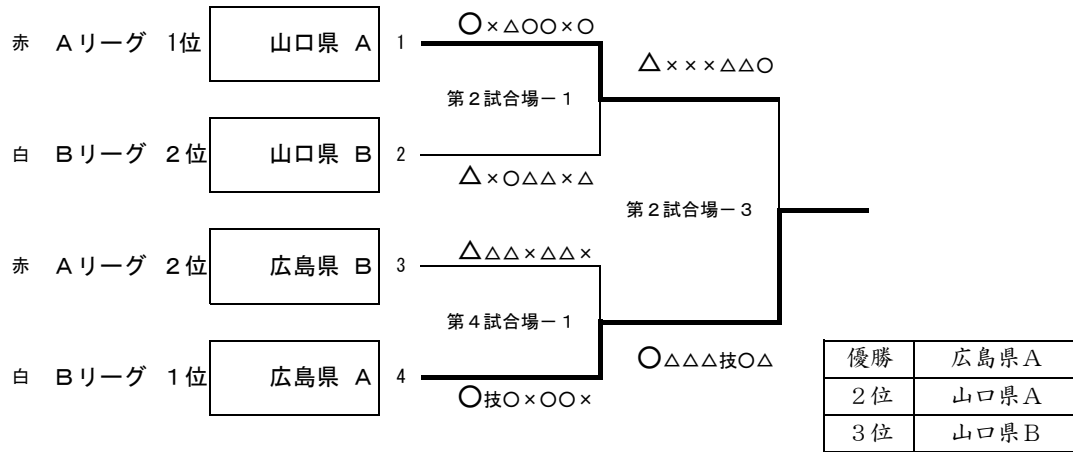 赤 Aリーグ 1位 山口県 A 1 ○×△○○×○
第2試合場-1
△×××△△○
白 Bリーグ 2位 山口県 B 2 △×○△△×△
第2試合場-3
赤 Aリーグ 2位 広島県 B 3 △△△×△△×
第4試合場-1
○△△△技○△
白 Bリーグ 1位 広島県 A 4 ○技○×○○×
優勝 広島県A
2位 山口県A
3位 山口県B